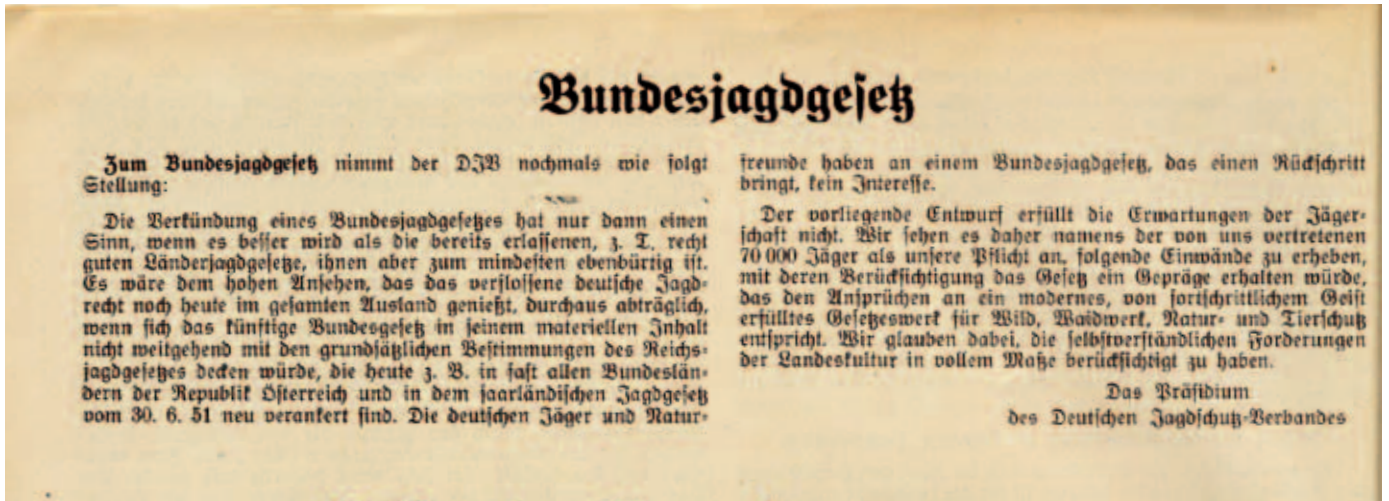 Bundesjagdgesetz
Zum Bundesjagdgesetz nimmt der DJV nochmals wie folgt
Stellung:
Die Verkündung eines Bundesjagdgesetzes hat nur dann einen
Sinn, wenn es besser wird als die bereits erlassenen, z. T. recht
guten Länderjagdgesetze, ihnen aber zum mindesten ebenbürtig ist.
Es wäre dem hohen Ansehen, das das verflossene deutsche Jagd-
recht noch heute im gesamten Ausland genießt, durchaus abträglich,
wenn sich das künftige Bundesgesetz in seinem materiellen Inhalt
nicht weitgehend mit den grundsätzlichen Bestimmungen des Reichs-
jagdgesetzes decken würde, die heute z. B. in fast allen Bundeslän-
dern der Republik Österreich und in dem saarländischen Jagdgesetz
vom 30. 6. 51 neu verankert sind. Die deutschen Jäger und Natur-
freunde haben an einem Bundesjagdgesetz, das einen Rückschritt
bringt, kein Interesse.
Der vorliegende Entwurf erfüllt die Erwartungen der Jäger-
schaft nicht. Wir sehen es daher namens der von uns vertretenen
70 000 Jäger als unsere Pflicht an, folgende Einwände zu erheben,
mit deren Berücksichtigung das Gesetz ein Gepräge erhalten würde,
das den Ansprüchen an ein modernes, von fortschrittlichem Geist
erfülltes Gesetzeswerk für Wild, Waidwerk, Natur- und Tierschutz
entspricht. Wir glauben dabei, die selbstverständlichen Forderungen
der Landeskultur in vollem Maße berücksichtigt zu haben.
Das Präsidium
des Deutschen Jagdschutz-Verbandes